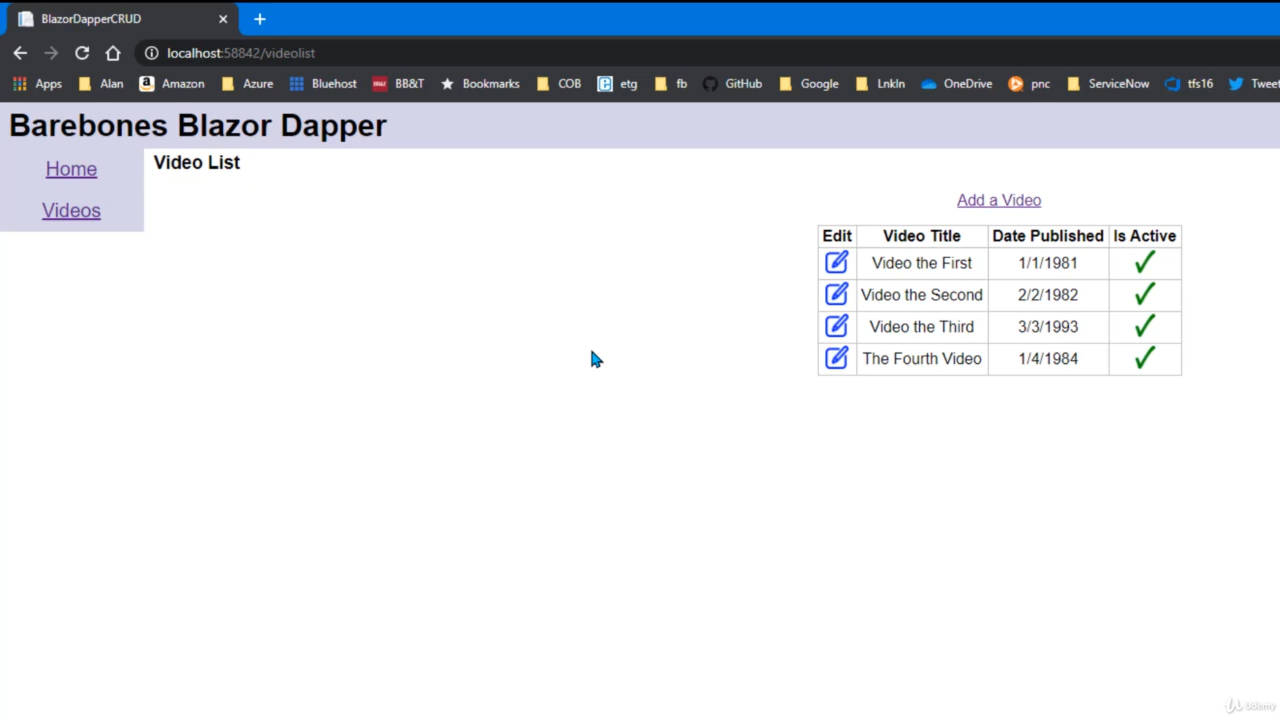 BlazorDapperCRUD
localhost:58842/videolist
Apps Alan Amazon Azure Bluehost BB&T Bookmarks COB etg fb GitHub Google LnkIn OneDrive pnc ServiceNow tfs16 Tweet
Barebones Blazor Dapper
Home
Videos
Video List
Add a Video
Edit Video Title Date Published Is Active
Video the First 1/1/1981
Video the Second 2/2/1982
Video the Third 3/3/1993
The Fourth Video 1/4/1984
Udemy